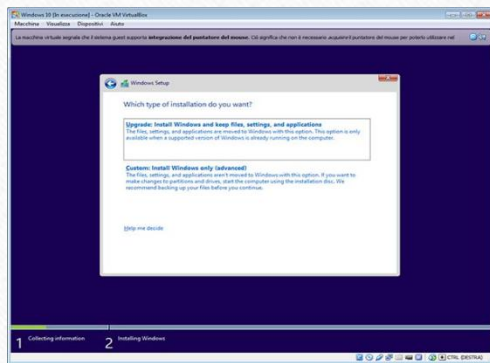 Windows 10 [In esecuzione] - Oracle VM VirtualBox
Macchina Visualizza Dispositivi Aiuto
La macchina virtuale segnala che il sistema guest supporta integrazione del puntatore del mouse. Ciò significa che non è necessario acquisire il puntatore del mouse per poterlo utilizzare nel
Windows Setup
Which type of installation do you want?
Upgrade: Install Windows and keep files, settings, and applications
The files, settings, and applications are moved to Windows with this option. This option is only
available when a supported version of Windows is already running on the computer.
Custom: Install Windows only (advanced)
The files, settings, and applications aren't moved to Windows with this option. If you want to
make changes to partitions and drives, start the computer using the installation disc. We
recommend backing up your files before you continue.
Help me decide
1 Collecting information
2 Installing Windows
CTRL (DESTRA)